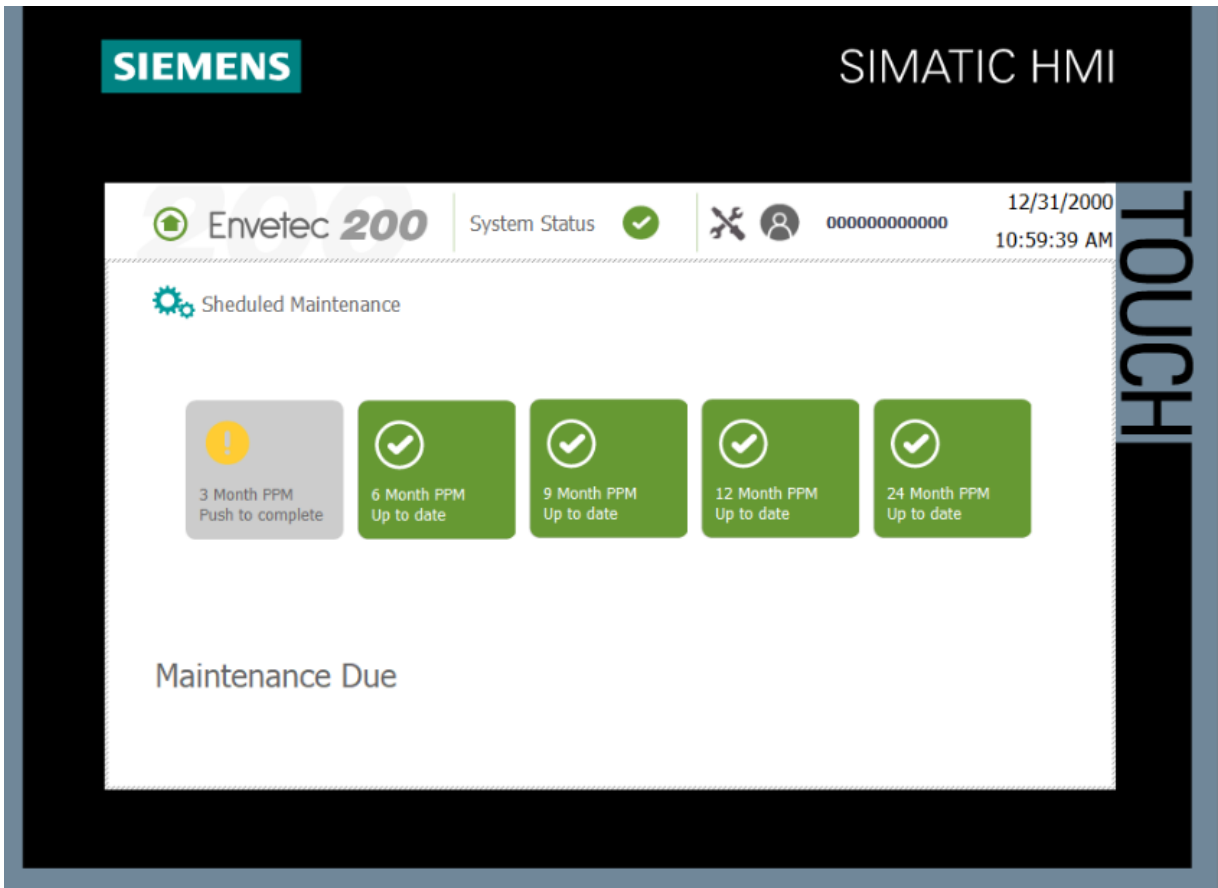 SIEMENS
SIMATIC HMI
TOUCH
200
Envetec 200
System Status
000000000000
12/31/2000
10:59:39 AM
Sheduled Maintenance
3 Month PPM
Push to complete
6 Month PPM
Up to date
9 Month PPM
Up to date
12 Month PPM
Up to date
24 Month PPM
Up to date
Maintenance Due